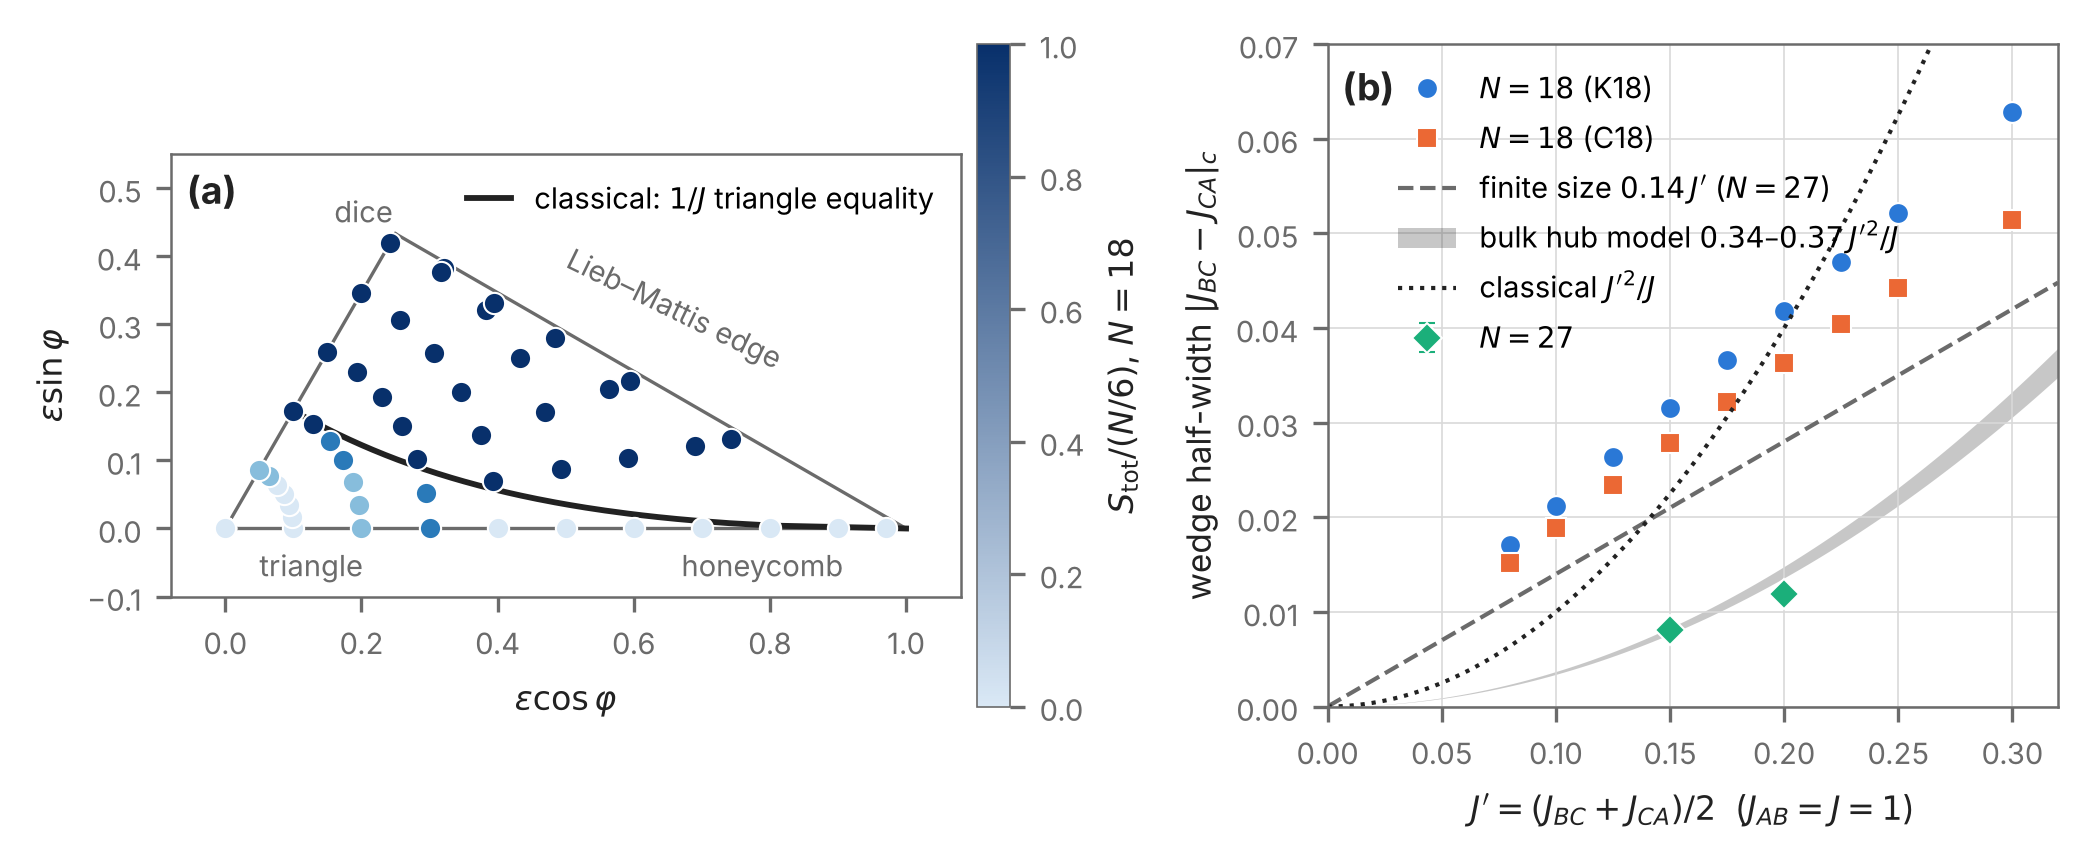 (a)
classical: 1/J triangle equality
dice
Lieb–Mattis edge
triangle
honeycomb
0.5
0.4
0.3
0.2
0.1
0.0
−0.1
0.0
0.2
0.4
0.6
0.8
1.0
ε sin φ
ε cos φ
1.0
0.8
0.6
0.4
0.2
0.0
S_tot/(N/6), N = 18
(b)
N = 18 (K18)
N = 18 (C18)
finite size 0.14 J′ (N = 27)
bulk hub model 0.34–0.37 J′²/J
classical J′²/J
N = 27
0.07
0.06
0.05
0.04
0.03
0.02
0.01
0.00
0.00
0.05
0.10
0.15
0.20
0.25
0.30
wedge half-width |J_BC − J_CA|_c
J′ = (J_BC + J_CA)/2 (J_AB = J = 1)